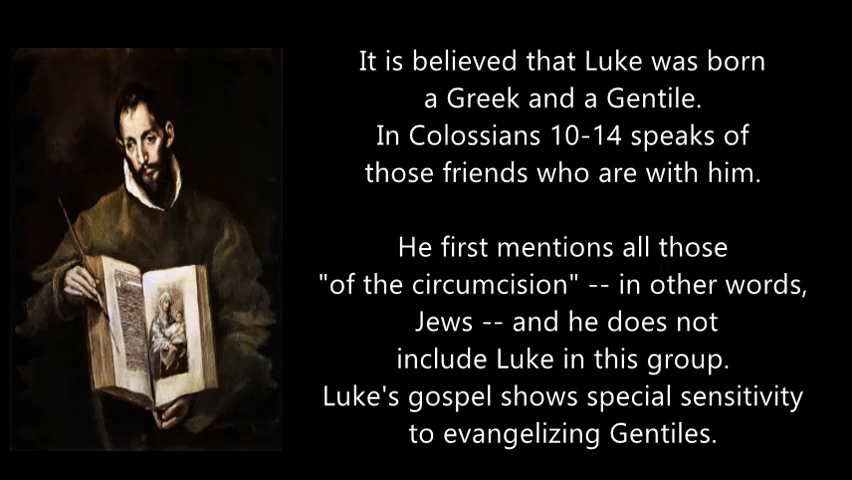 It is believed that Luke was born
a Greek and a Gentile.
In Colossians 10-14 speaks of
those friends who are with him.
He first mentions all those
"of the circumcision" -- in other words,
Jews -- and he does not
include Luke in this group.
Luke's gospel shows special sensitivity
to evangelizing Gentiles.